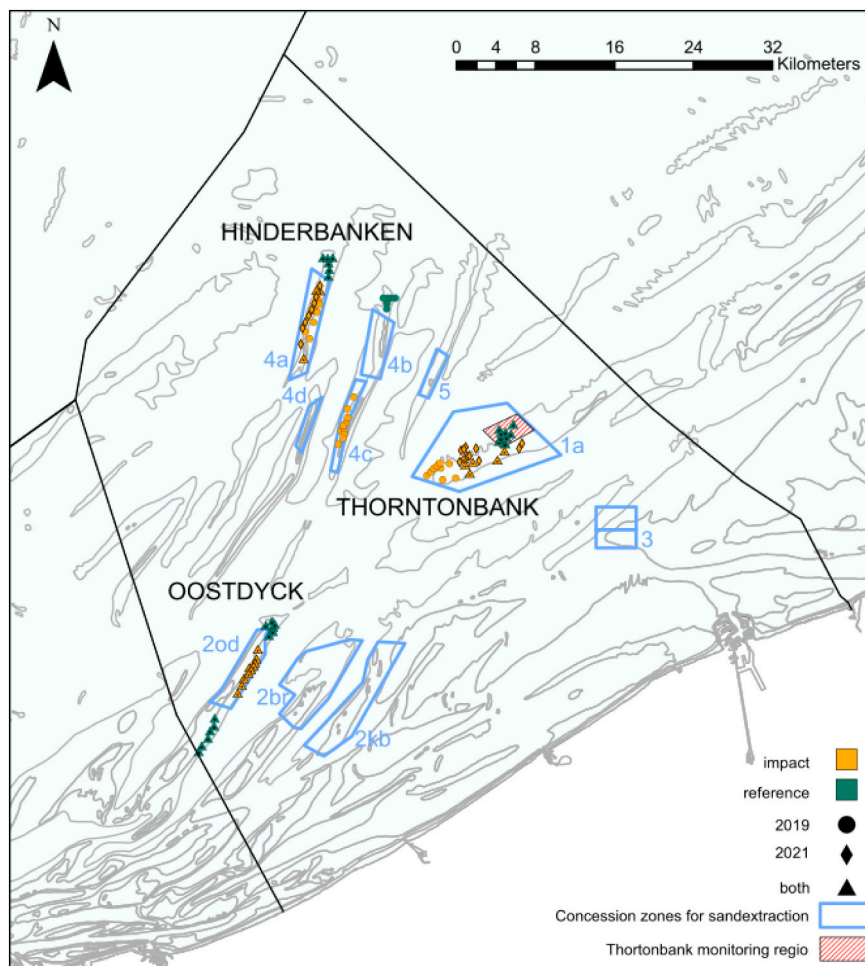 N
0 4 8 16 24 32
Kilometers
HINDERBANKEN
4a
4b
4d
5
4c
1a
THORNTONBANK
3
OOSTDYCK
2od
2br
2kb
impact
reference
2019
2021
both
Concession zones for sandextraction
Thortonbank monitoring regio